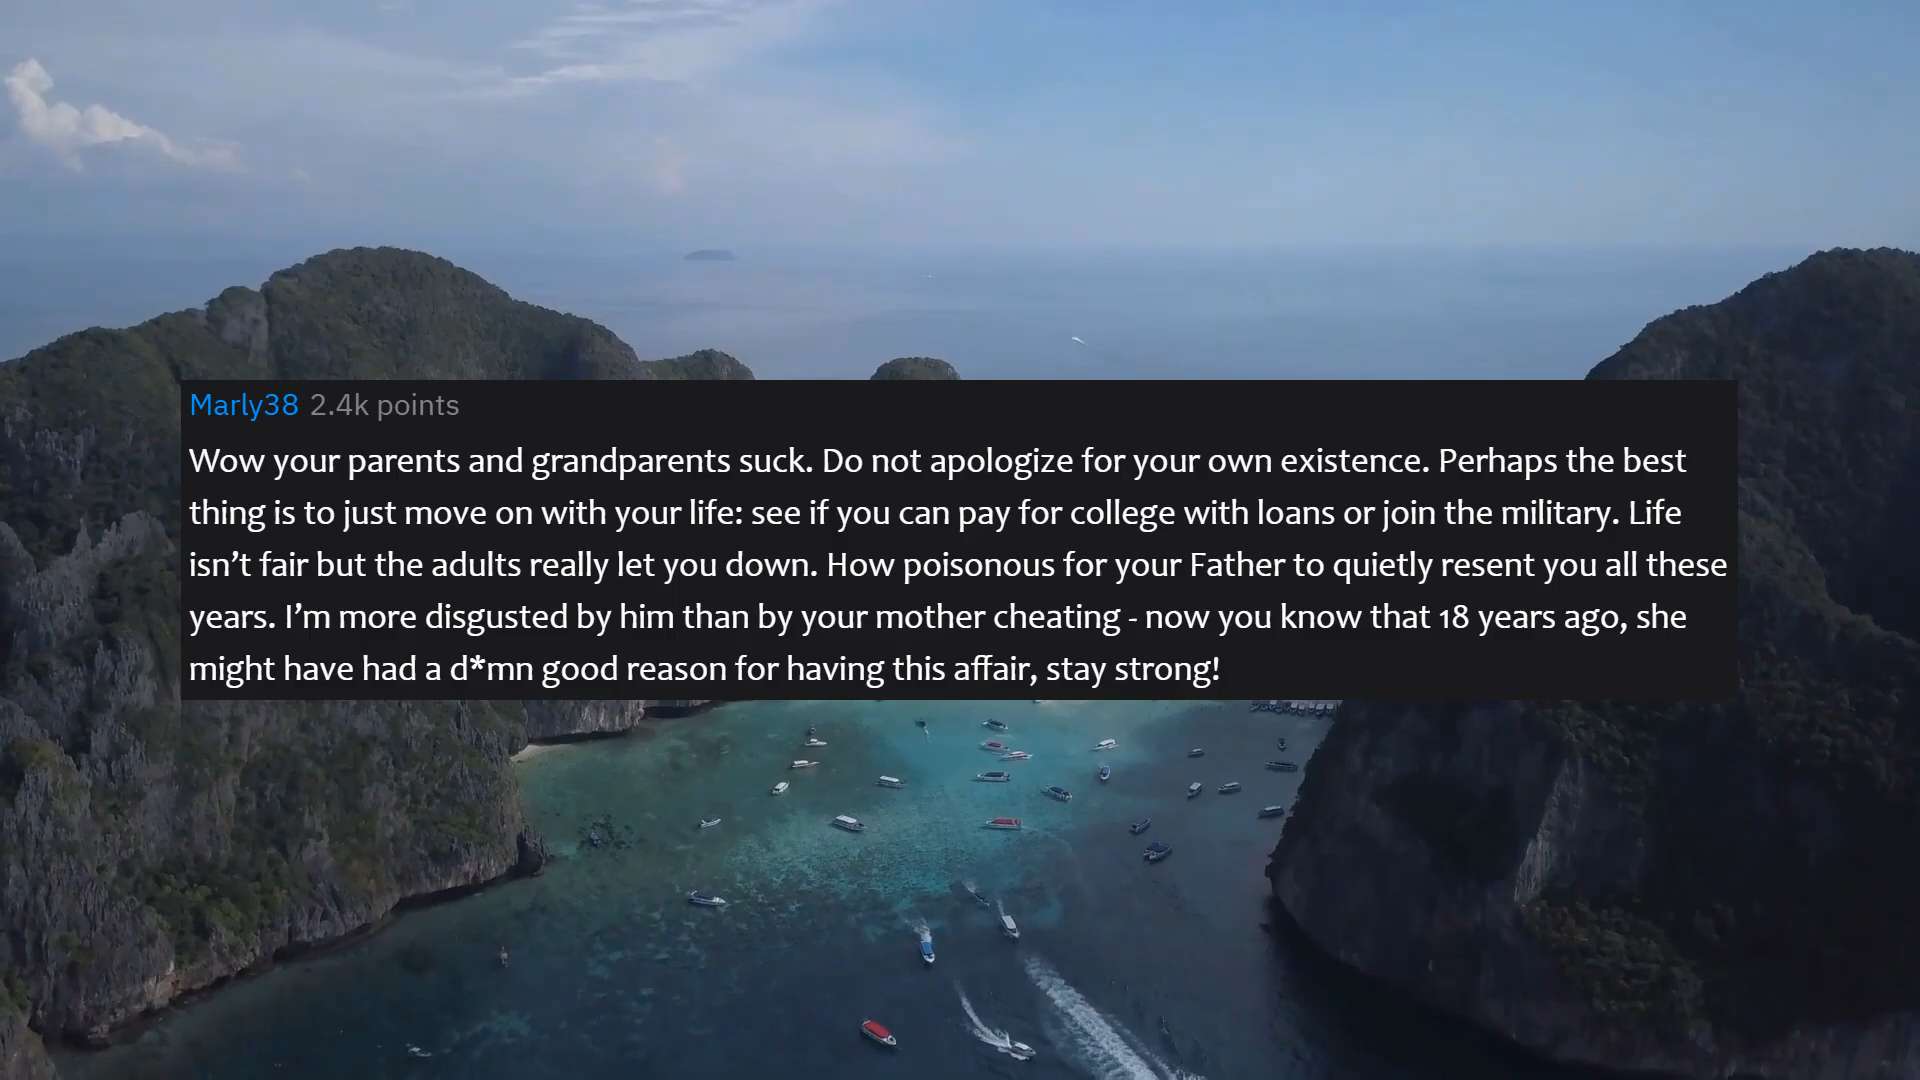 Marly38 2.4k points
Wow your parents and grandparents suck. Do not apologize for your own existence. Perhaps the best
thing is to just move on with your life: see if you can pay for college with loans or join the military. Life
isn’t fair but the adults really let you down. How poisonous for your Father to quietly resent you all these
years. I’m more disgusted by him than by your mother cheating - now you know that 18 years ago, she
might have had a d*mn good reason for having this affair, stay strong!